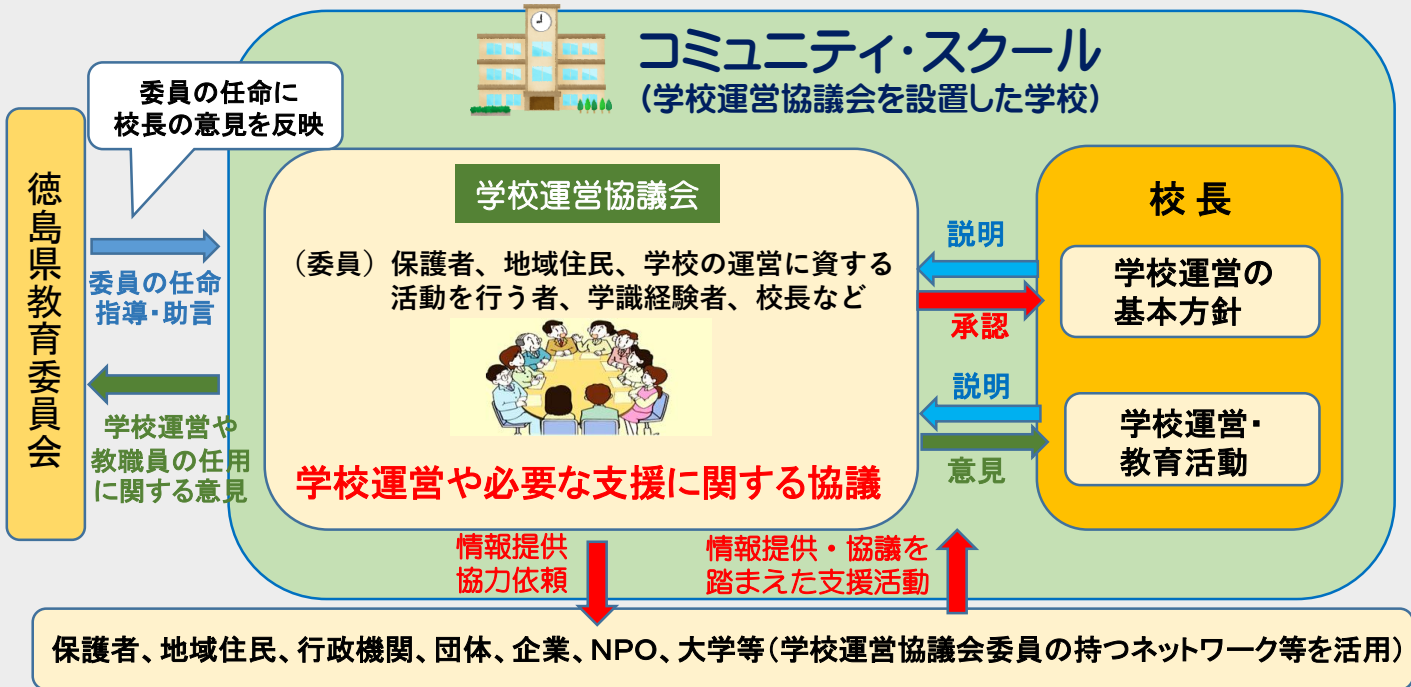 コミュニティ・スクール
(学校運営協議会を設置した学校)
委員の任命に
校長の意見を反映
徳島県教育委員会
委員の任命
指導・助言
学校運営や
教職員の任用
に関する意見
学校運営協議会
（委員）保護者、地域住民、学校の運営に資する
活動を行う者、学識経験者、校長など
学校運営や必要な支援に関する協議
説明
承認
説明
意見
校長
学校運営の
基本方針
学校運営・
教育活動
情報提供
協力依頼
情報提供・協議を
踏まえた支援活動
保護者、地域住民、行政機関、団体、企業、NPO、大学等(学校運営協議会委員の持つネットワーク等を活用)